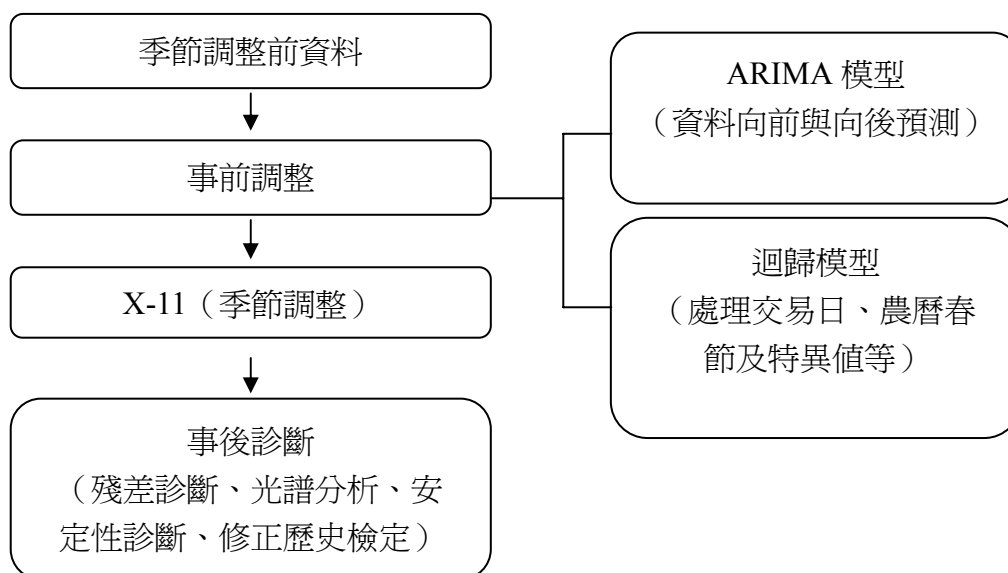 季節調整前資料
事前調整
X-11（季節調整）
事後診斷
（殘差診斷、光譜分析、安
定性診斷、修正歷史檢定）
ARIMA 模型
（資料向前與向後預測）
迴歸模型
（處理交易日、農曆春
節及特異值等）